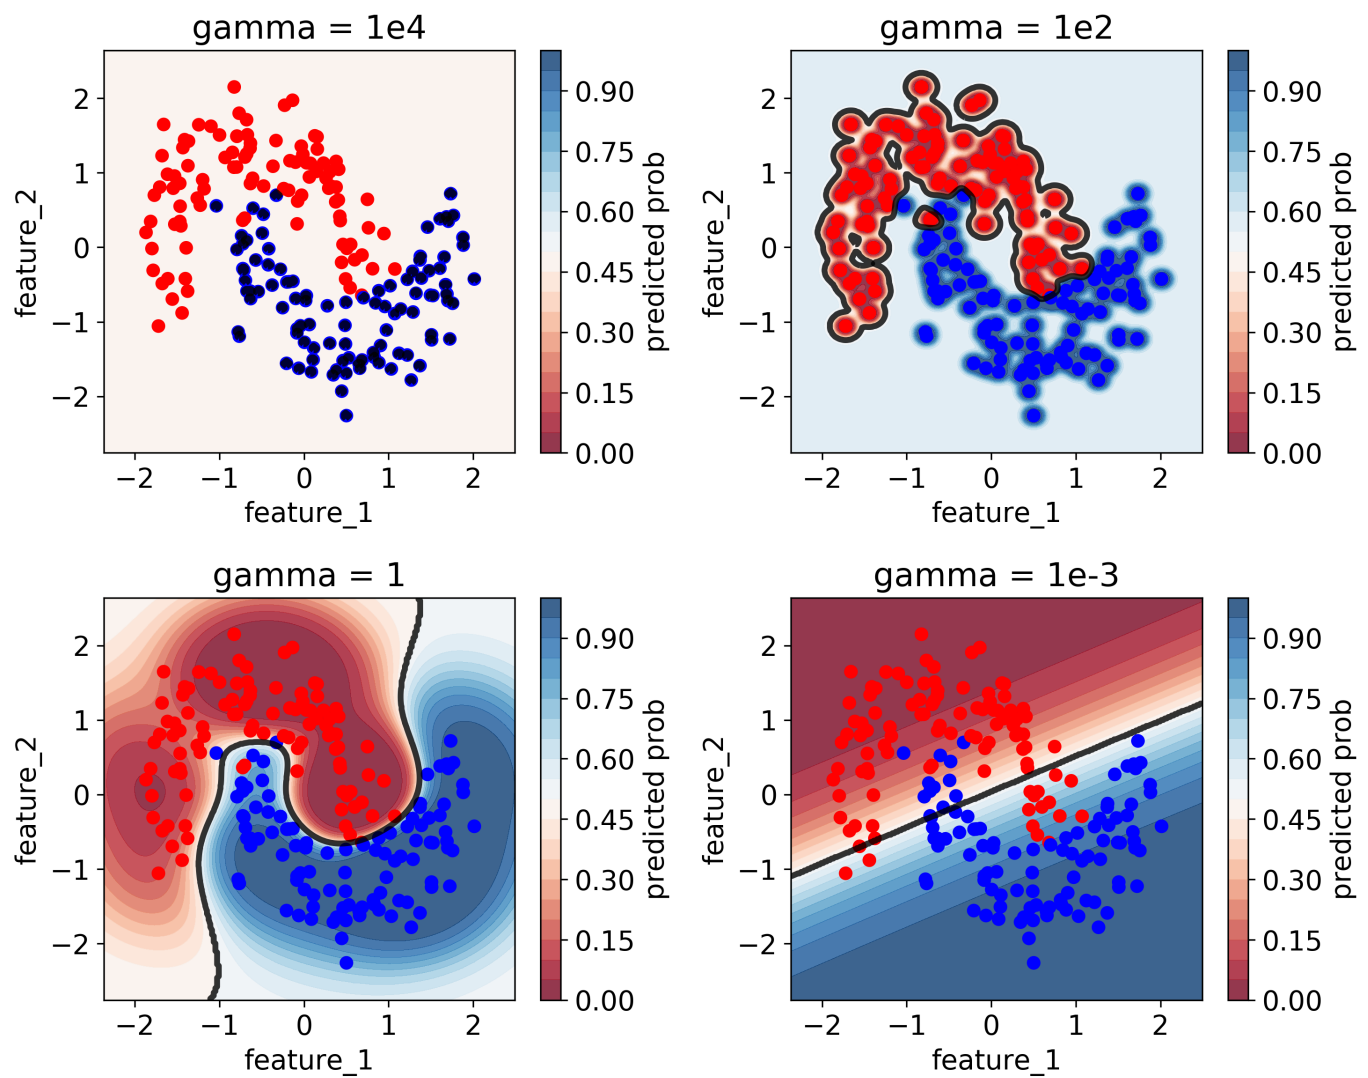 gamma = 1e4
gamma = 1e2
2
1
0
−1
−2
feature_2
−2 −1 0 1 2
feature_1
0.90
0.75
0.60
0.45
0.30
0.15
0.00
predicted prob
2
1
0
−1
−2
feature_2
−2 −1 0 1 2
feature_1
0.90
0.75
0.60
0.45
0.30
0.15
0.00
predicted prob
gamma = 1
gamma = 1e-3
2
1
0
−1
−2
feature_2
−2 −1 0 1 2
feature_1
0.90
0.75
0.60
0.45
0.30
0.15
0.00
predicted prob
2
1
0
−1
−2
feature_2
−2 −1 0 1 2
feature_1
0.90
0.75
0.60
0.45
0.30
0.15
0.00
predicted prob